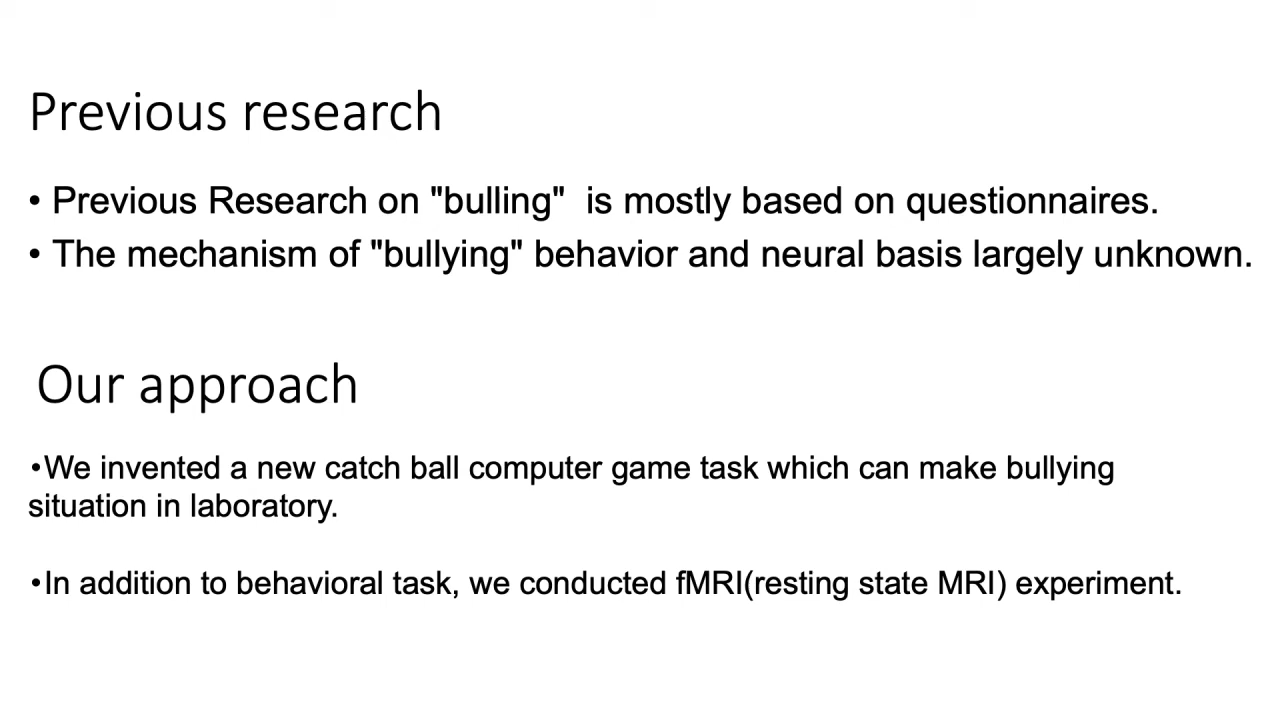 Previous research
• Previous Research on "bulling"  is mostly based on questionnaires.
• The mechanism of "bullying" behavior and neural basis largely unknown.
Our approach
•We invented a new catch ball computer game task which can make bullying
situation in laboratory.
•In addition to behavioral task, we conducted fMRI(resting state MRI) experiment.